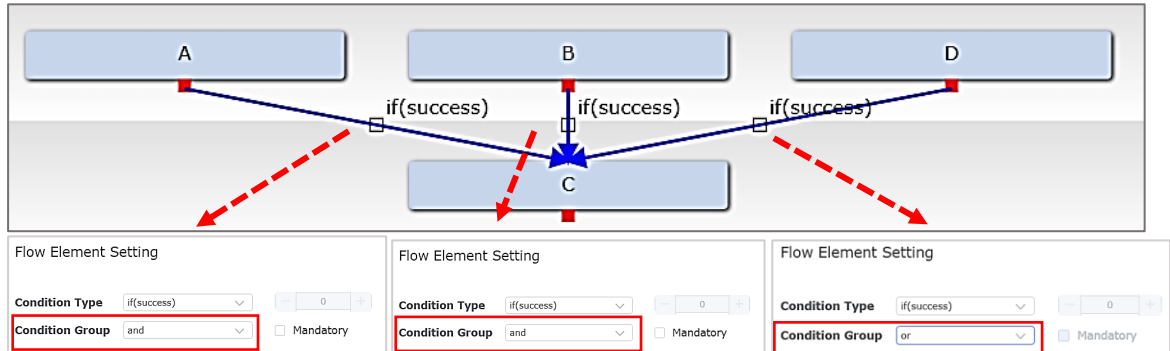 A
B
D
if(success)
if(success)
if(success)
C
Flow Element Setting
Condition Type if(success) 0
Condition Group and Mandatory
Flow Element Setting
Condition Type if(success) 0
Condition Group and Mandatory
Flow Element Setting
Condition Type if(success) 0
Condition Group or Mandatory